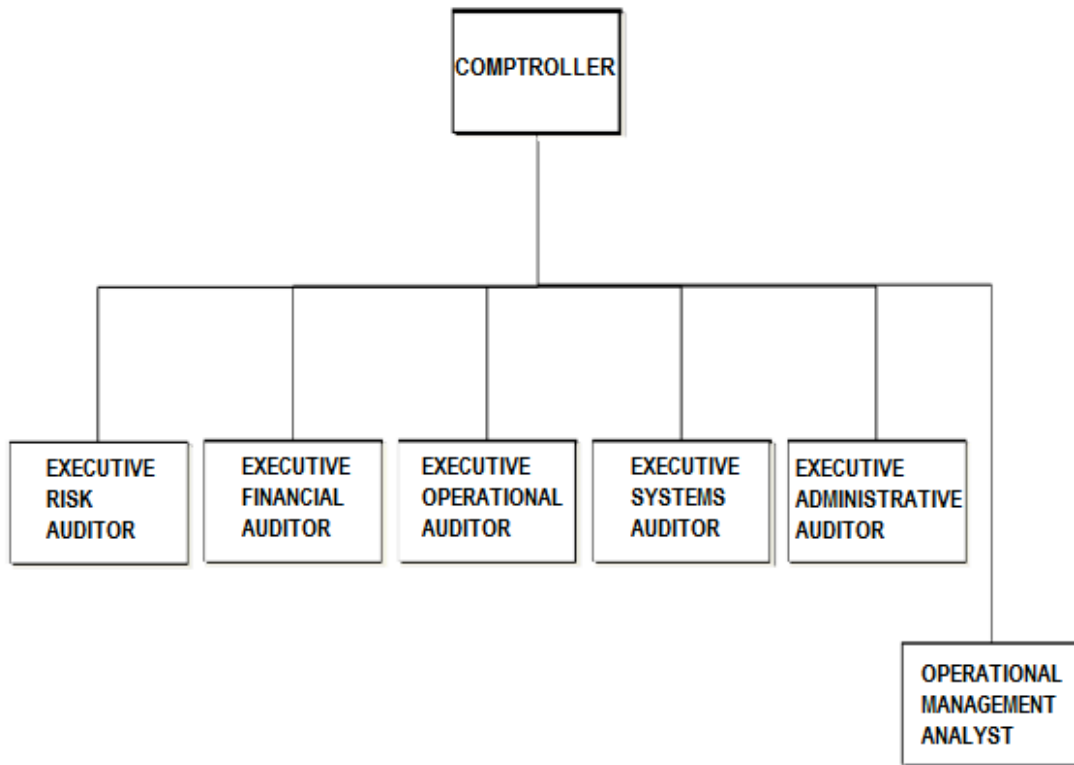 COMPTROLLER
EXECUTIVE
RISK
AUDITOR
EXECUTIVE
FINANCIAL
AUDITOR
EXECUTIVE
OPERATIONAL
AUDITOR
EXECUTIVE
SYSTEMS
AUDITOR
EXECUTIVE
ADMINISTRATIVE
AUDITOR
OPERATIONAL
MANAGEMENT
ANALYST